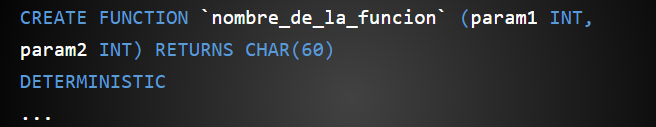 CREATE FUNCTION `nombre_de_la_funcion` (param1 INT,
param2 INT) RETURNS CHAR(60)
DETERMINISTIC
...